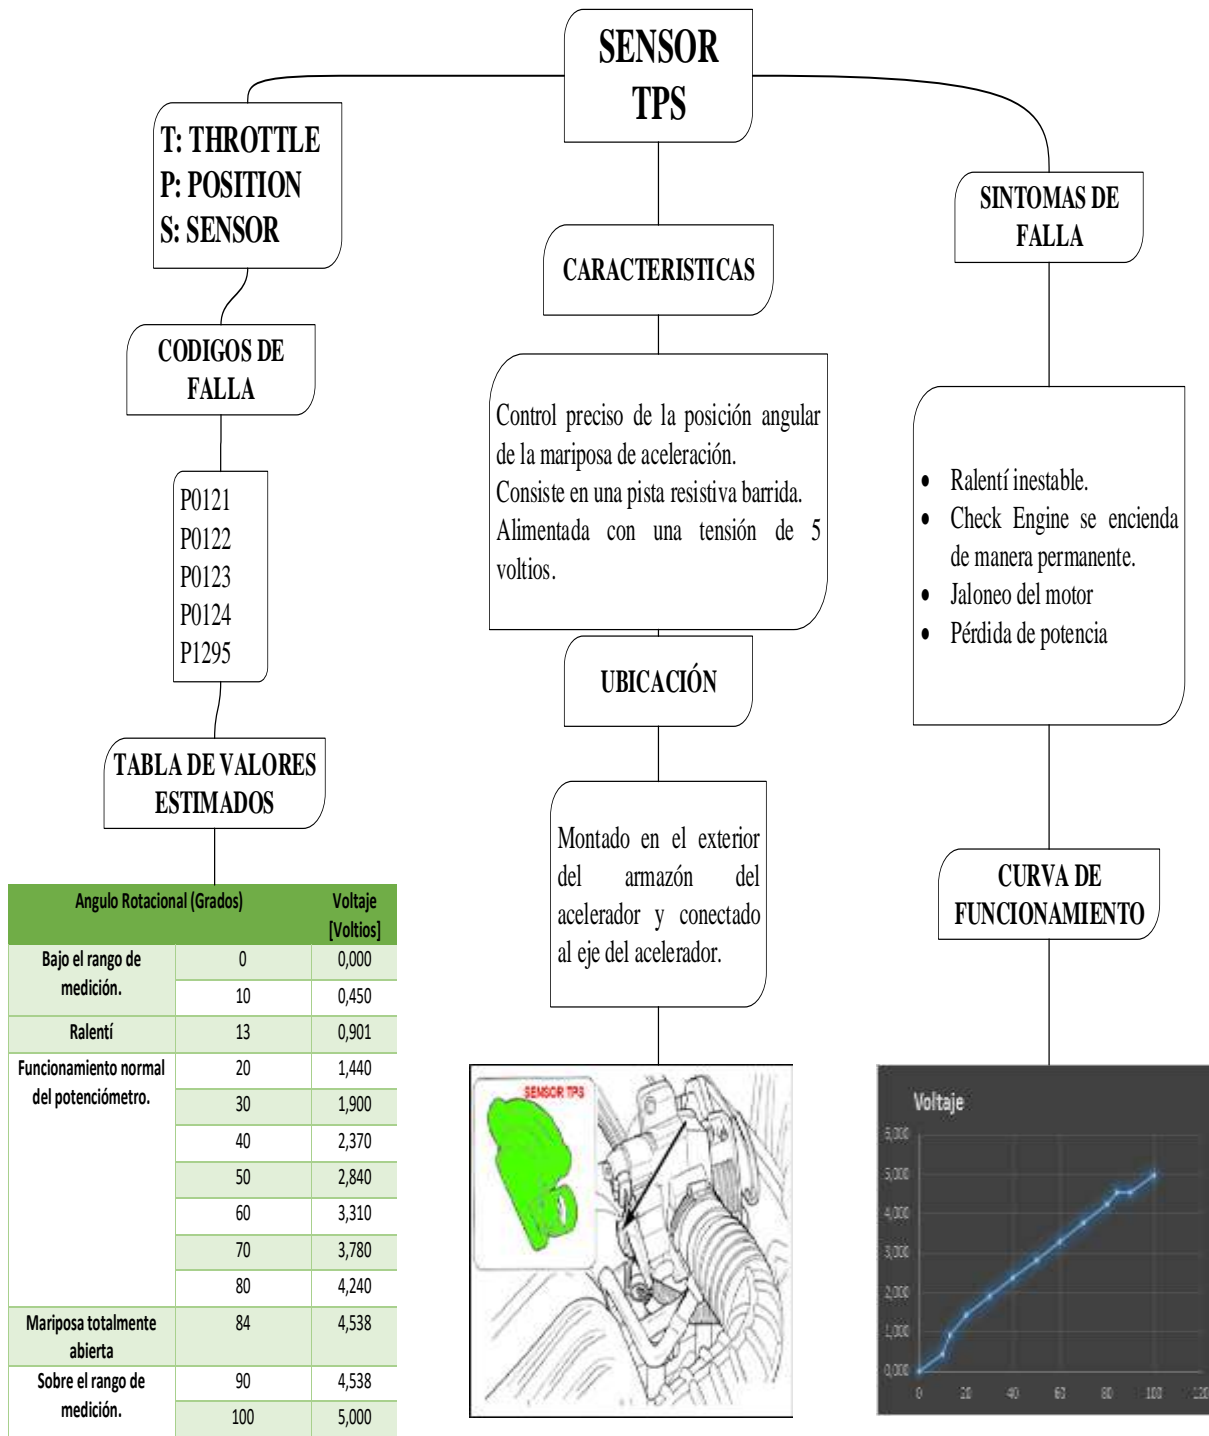 SENSOR
TPS
T: THROTTLE
P: POSITION
S: SENSOR
CODIGOS DE
FALLA
P0121
P0122
P0123
P0124
P1295
TABLA DE VALORES
ESTIMADOS
Angulo Rotacional (Grados) Voltaje
[Voltios]
Bajo el rango de
medición.
0 0,000
10 0,450
Ralentí 13 0,901
Funcionamiento normal
del potenciómetro.
20 1,440
30 1,900
40 2,370
50 2,840
60 3,310
70 3,780
80 4,240
Mariposa totalmente
abierta
84 4,538
Sobre el rango de
medición.
90 4,538
100 5,000
CARACTERISTICAS
Control preciso de la posición angular
de la mariposa de aceleración.
Consiste en una pista resistiva barrida.
Alimentada con una tensión de 5
voltios.
UBICACIÓN
Montado en el exterior
del armazón del
acelerador y conectado
al eje del acelerador.
SENSOR TPS
SINTOMAS DE
FALLA
• Ralentí inestable.
• Check Engine se encienda
de manera permanente.
• Jaloneo del motor
• Pérdida de potencia
CURVA DE
FUNCIONAMIENTO
Voltaje
6,000
5,000
4,000
3,000
2,000
1,000
0,000
0 20 40 60 80 100 120